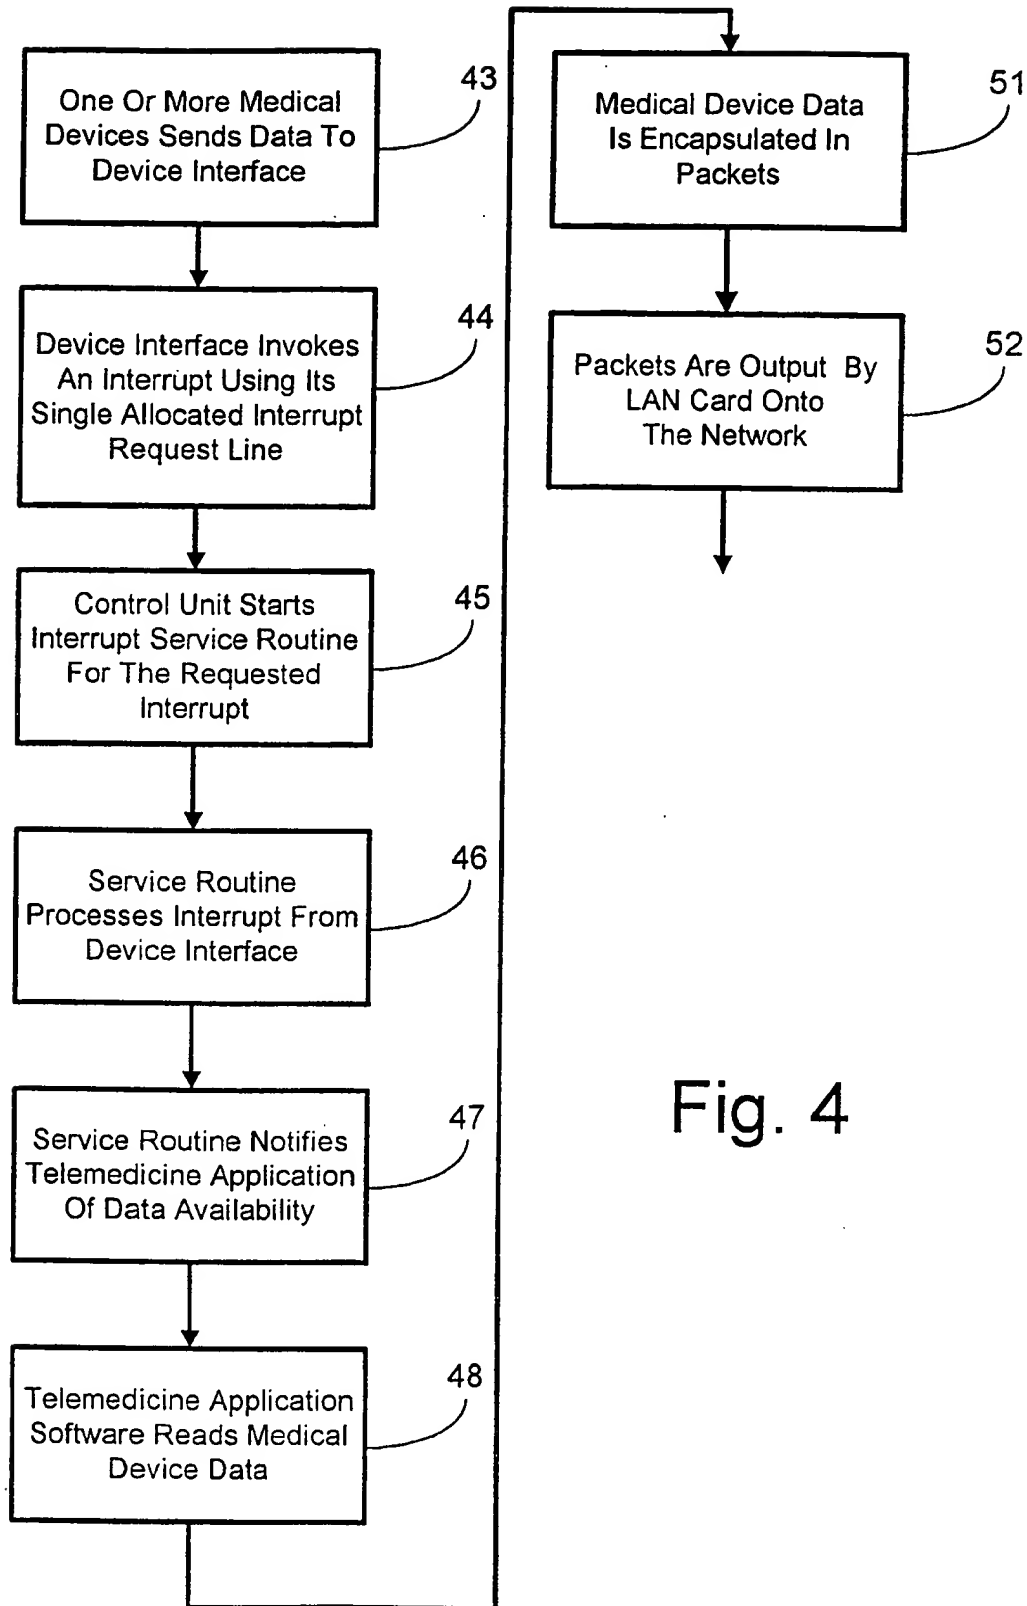 One Or More Medical
Devices Sends Data To
Device Interface
43
Device Interface Invokes
An Interrupt Using Its
Single Allocated Interrupt
Request Line
44
Control Unit Starts
Interrupt Service Routine
For The Requested
Interrupt
45
Service Routine
Processes Interrupt From
Device Interface
46
Service Routine Notifies
Telemedicine Application
Of Data Availability
47
Telemedicine Application
Software Reads Medical
Device Data
48
Medical Device Data
Is Encapsulated In
Packets
51
Packets Are Output By
LAN Card Onto
The Network
52
Fig. 4